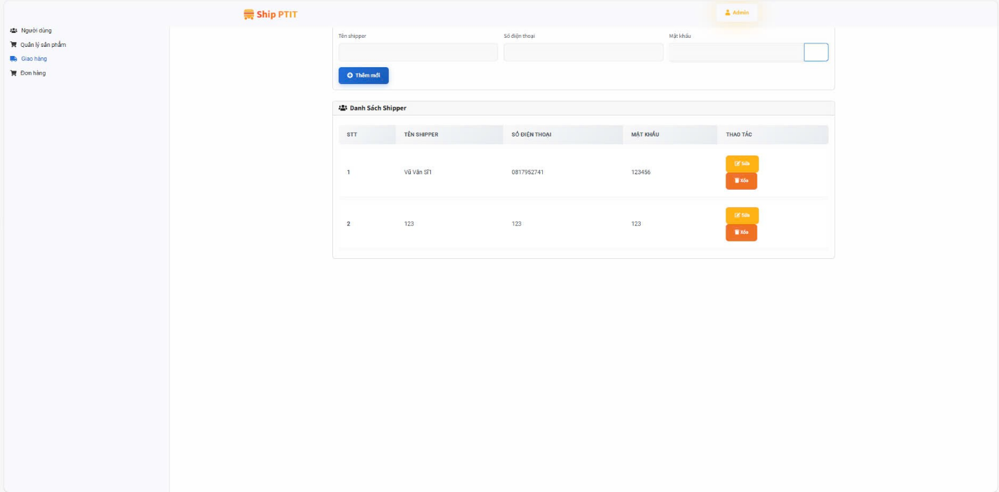 Ship PTIT
Admin
Người dùng
Quản lý sản phẩm
Giao hàng
Đơn hàng
Tên shipper Số điện thoại Mật khẩu
Thêm mới
Danh Sách Shipper
STT TÊN SHIPPER SỐ ĐIỆN THOẠI MẬT KHẨU THAO TÁC
1 Vũ Văn Sĩ1 0817952741 123456 Sửa
Xóa
2 123 123 123 Sửa
Xóa